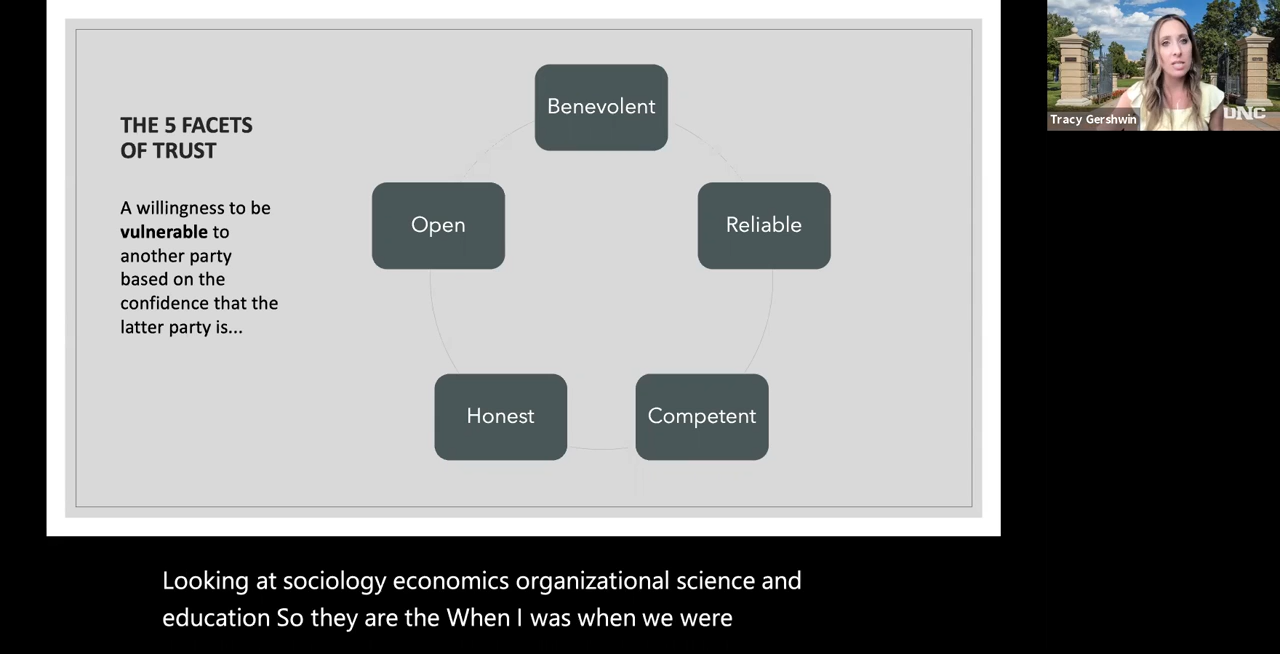 THE 5 FACETS
OF TRUST
A willingness to be
vulnerable to
another party
based on the
confidence that the
latter party is...
Benevolent
Reliable
Competent
Honest
Open
Tracy Gershwin
UNC
Looking at sociology economics organizational science and
education So they are the When I was when we were